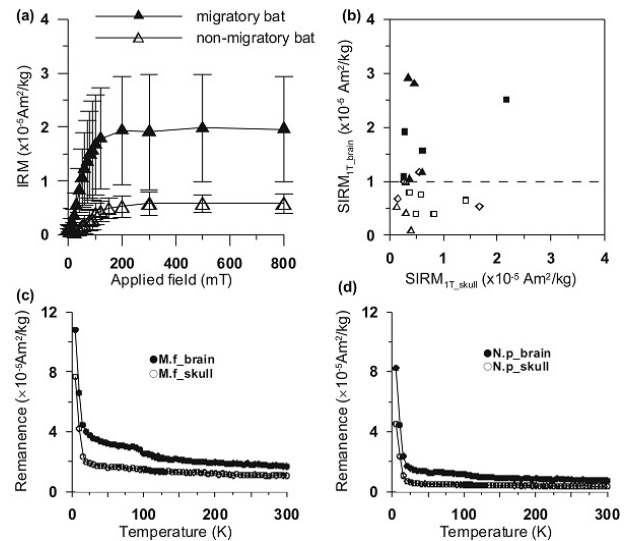 (a)
migratory bat
non-migratory bat
IRM (x10-5Am2/kg)
4
3
2
1
0
0 200 400 600 800
Applied field (mT)
(b)
SIRM1T_brain (x10-5 Am2/kg)
4
3
2
1
0
0 1 2 3 4
SIRM1T_skull (x10-5 Am2/kg)
(c)
M.f_brain
M.f_skull
Remanence (×10-5Am2/kg)
12
8
4
0
0 100 200 300
Temperature (K)
(d)
N.p_brain
N.p_skull
Remanence (×10-5Am2/kg)
12
8
4
0
0 100 200 300
Temperature (K)